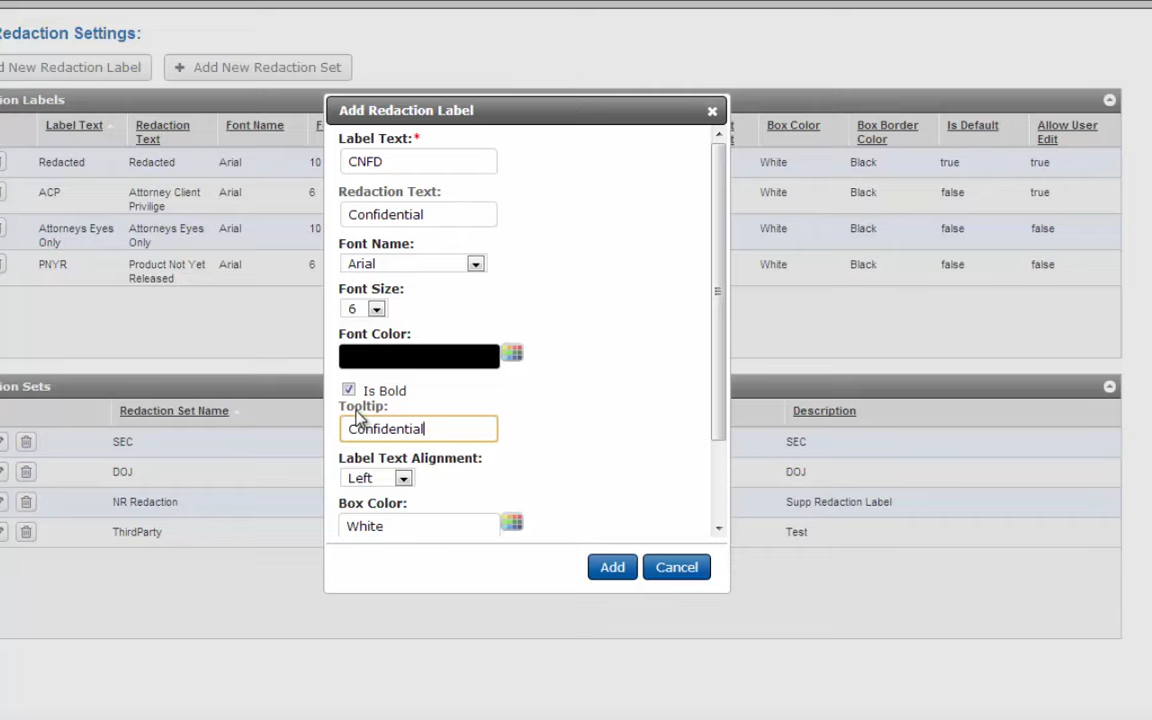 edaction Settings:
d New Redaction Label
+ Add New Redaction Set
ion Labels
Label Text
Redaction Text
Font Name
F
Box Color
Box Border Color
Is Default
Allow User Edit
Redacted Redacted Arial 10 White Black true true
ACP Attorney Client Privilige Arial 6 White Black false true
Attorneys Eyes Only Attorneys Eyes Only Arial 10 White Black false false
PNYR Product Not Yet Released Arial 6 White Black false false
Add Redaction Label
Label Text:*
CNFD
Redaction Text:
Confidential
Font Name:
Arial
Font Size:
6
Font Color:
Is Bold
Tooltip:
Confidential
Label Text Alignment:
Left
Box Color:
White
Add Cancel
ion Sets
Redaction Set Name Description
SEC SEC
DOJ DOJ
NR Redaction Supp Redaction Label
ThirdParty Test